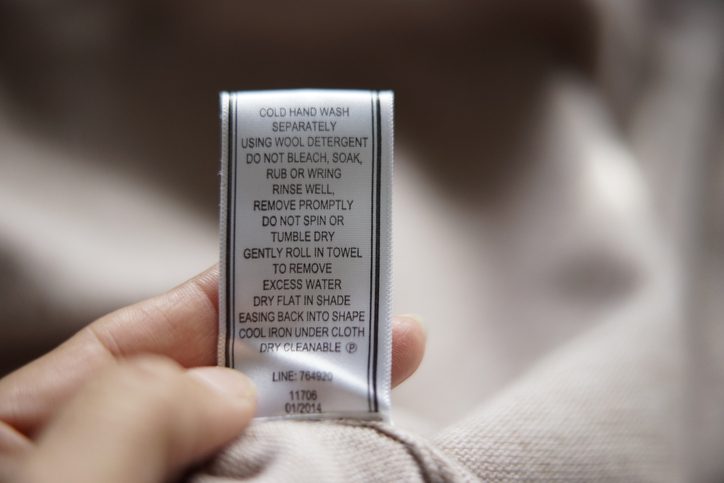 COLD HAND WASH
SEPARATELY
USING WOOL DETERGENT
DO NOT BLEACH, SOAK,
RUB OR WRING
RINSE WELL,
REMOVE PROMPTLY
DO NOT SPIN OR
TUMBLE DRY
GENTLY ROLL IN TOWEL
TO REMOVE
EXCESS WATER
DRY FLAT IN SHADE
EASING BACK INTO SHAPE
COOL IRON UNDER CLOTH
DRY CLEANABLE Ⓟ
LINE: 764920
11706
01/2014